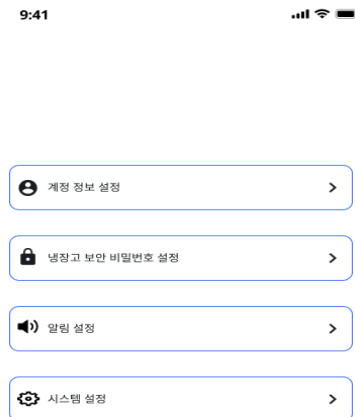 9:41
계정 정보 설정
냉장고 보안 비밀번호 설정
알림 설정
시스템 설정